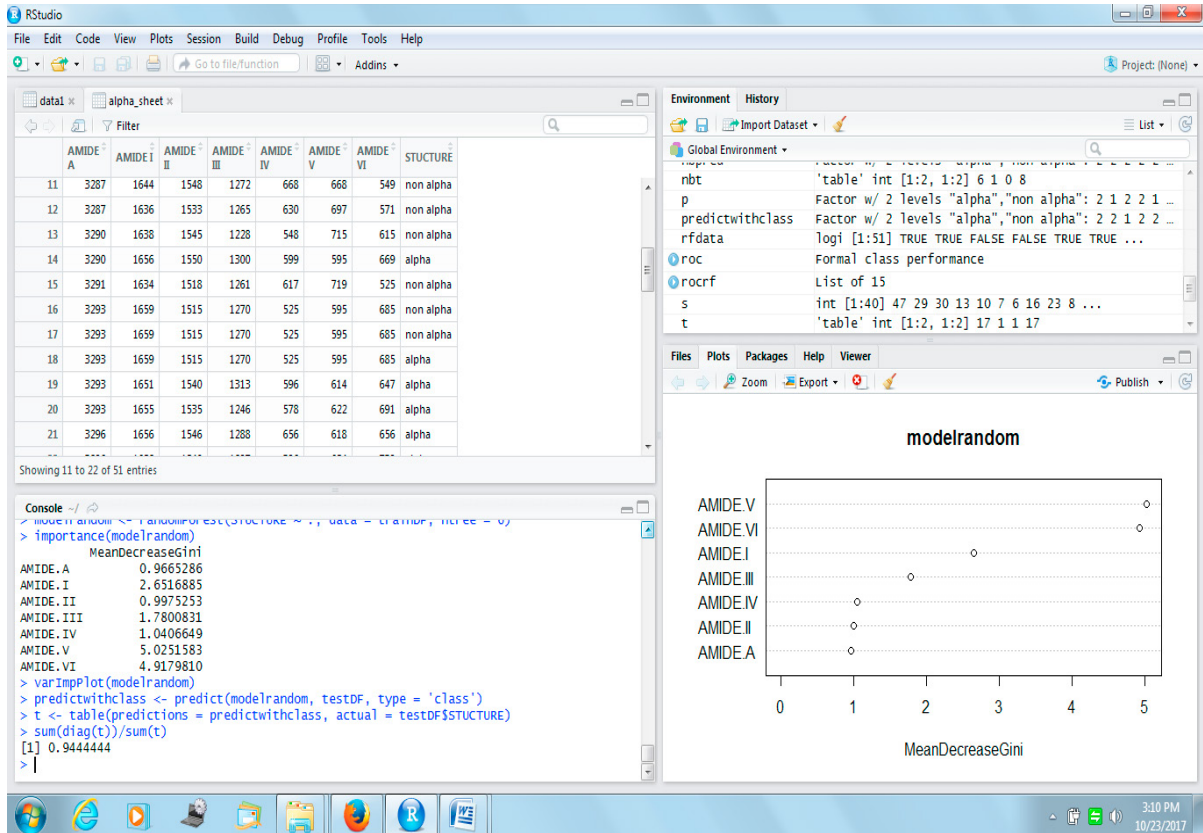 RStudio
File Edit Code View Plots Session Build Debug Profile Tools Help
Go to file/function Addins Project: (None)
data1 alpha_sheet
Filter
AMIDE A AMIDE I AMIDE II AMIDE III AMIDE IV AMIDE V AMIDE VI STUCTURE
11 3287 1644 1548 1272 668 668 549 non alpha
12 3287 1636 1533 1265 630 697 571 non alpha
13 3290 1638 1545 1228 548 715 615 non alpha
14 3290 1656 1550 1300 599 595 669 alpha
15 3291 1634 1518 1261 617 719 525 non alpha
16 3293 1659 1515 1270 525 595 685 non alpha
17 3293 1659 1515 1270 525 595 685 non alpha
18 3293 1659 1515 1270 525 595 685 alpha
19 3293 1651 1540 1313 596 614 647 alpha
20 3293 1655 1535 1246 578 622 691 alpha
21 3296 1656 1546 1288 656 618 656 alpha
Showing 11 to 22 of 51 entries
Console ~/
> modelrandom <- randomForest(STUCTURE ~ ., data = trainDF, ntree = 0)
> importance(modelrandom)
MeanDecreaseGini
AMIDE.A 0.9665286
AMIDE.I 2.6516885
AMIDE.II 0.9975253
AMIDE.III 1.7800831
AMIDE.IV 1.0406649
AMIDE.V 5.0251583
AMIDE.VI 4.9179810
> varImpPlot(modelrandom)
> predictwithclass <- predict(modelrandom, testDF, type = 'class')
> t <- table(predictions = predictwithclass, actual = testDF$STUCTURE)
> sum(diag(t))/sum(t)
[1] 0.9444444
>
Environment History
Import Dataset List
Global Environment
nbt 'table' int [1:2, 1:2] 6 1 0 8
p Factor w/ 2 levels "alpha","non alpha": 2 1 2 2 1 …
predictwithclass Factor w/ 2 levels "alpha","non alpha": 2 2 1 2 2 …
rfdata logi [1:51] TRUE TRUE FALSE FALSE TRUE TRUE ...
roc Formal class performance
rocrf List of 15
s int [1:40] 47 29 30 13 10 7 6 16 23 8 ...
t 'table' int [1:2, 1:2] 17 1 1 17
Files Plots Packages Help Viewer
Zoom Export Publish
modelrandom
AMIDE.V
AMIDE.VI
AMIDE.I
AMIDE.III
AMIDE.IV
AMIDE.II
AMIDE.A
0 1 2 3 4 5
MeanDecreaseGini
3:10 PM
10/23/2017